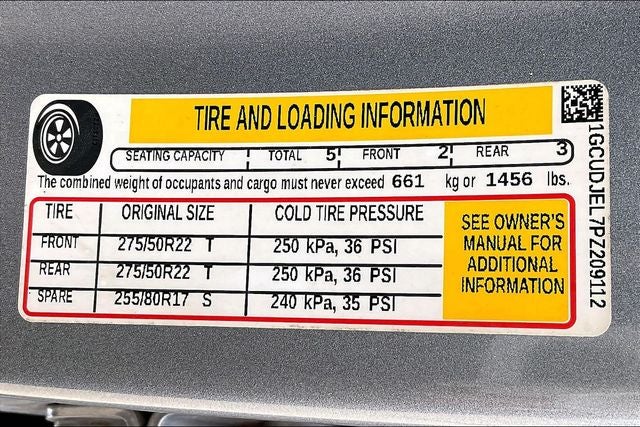 TIRE AND LOADING INFORMATION
SEATING CAPACITY TOTAL 5 FRONT 2 REAR 3
The combined weight of occupants and cargo must never exceed 661 kg or 1456 lbs.
TIRE ORIGINAL SIZE COLD TIRE PRESSURE
FRONT 275/50R22 T 250 kPa, 36 PSI
REAR 275/50R22 T 250 kPa, 36 PSI
SPARE 255/80R17 S 240 kPa, 35 PSI
SEE OWNER'S
MANUAL FOR
ADDITIONAL
INFORMATION
1GCUDJEL7PZ209112